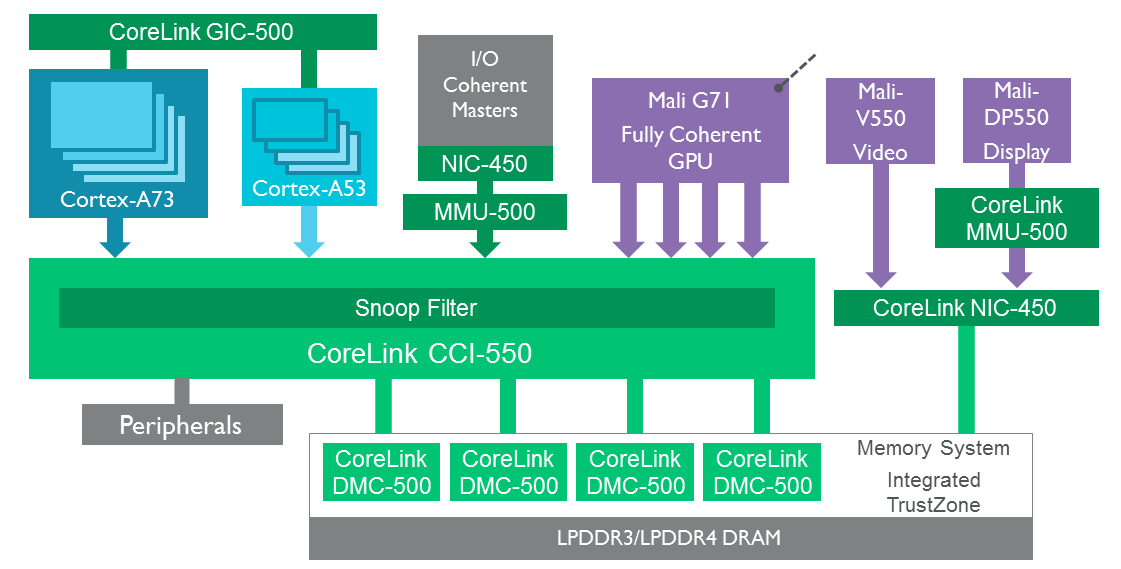 CoreLink GIC-500
Cortex-A73
Cortex-A53
I/O
Coherent
Masters
NIC-450
MMU-500
Mali G71
Fully Coherent
GPU
Mali-
V550
Video
Mali-
DP550
Display
CoreLink
MMU-500
CoreLink NIC-450
Snoop Filter
CoreLink CCI-550
Peripherals
CoreLink
DMC-500
CoreLink
DMC-500
CoreLink
DMC-500
CoreLink
DMC-500
Memory System
Integrated
TrustZone
LPDDR3/LPDDR4 DRAM